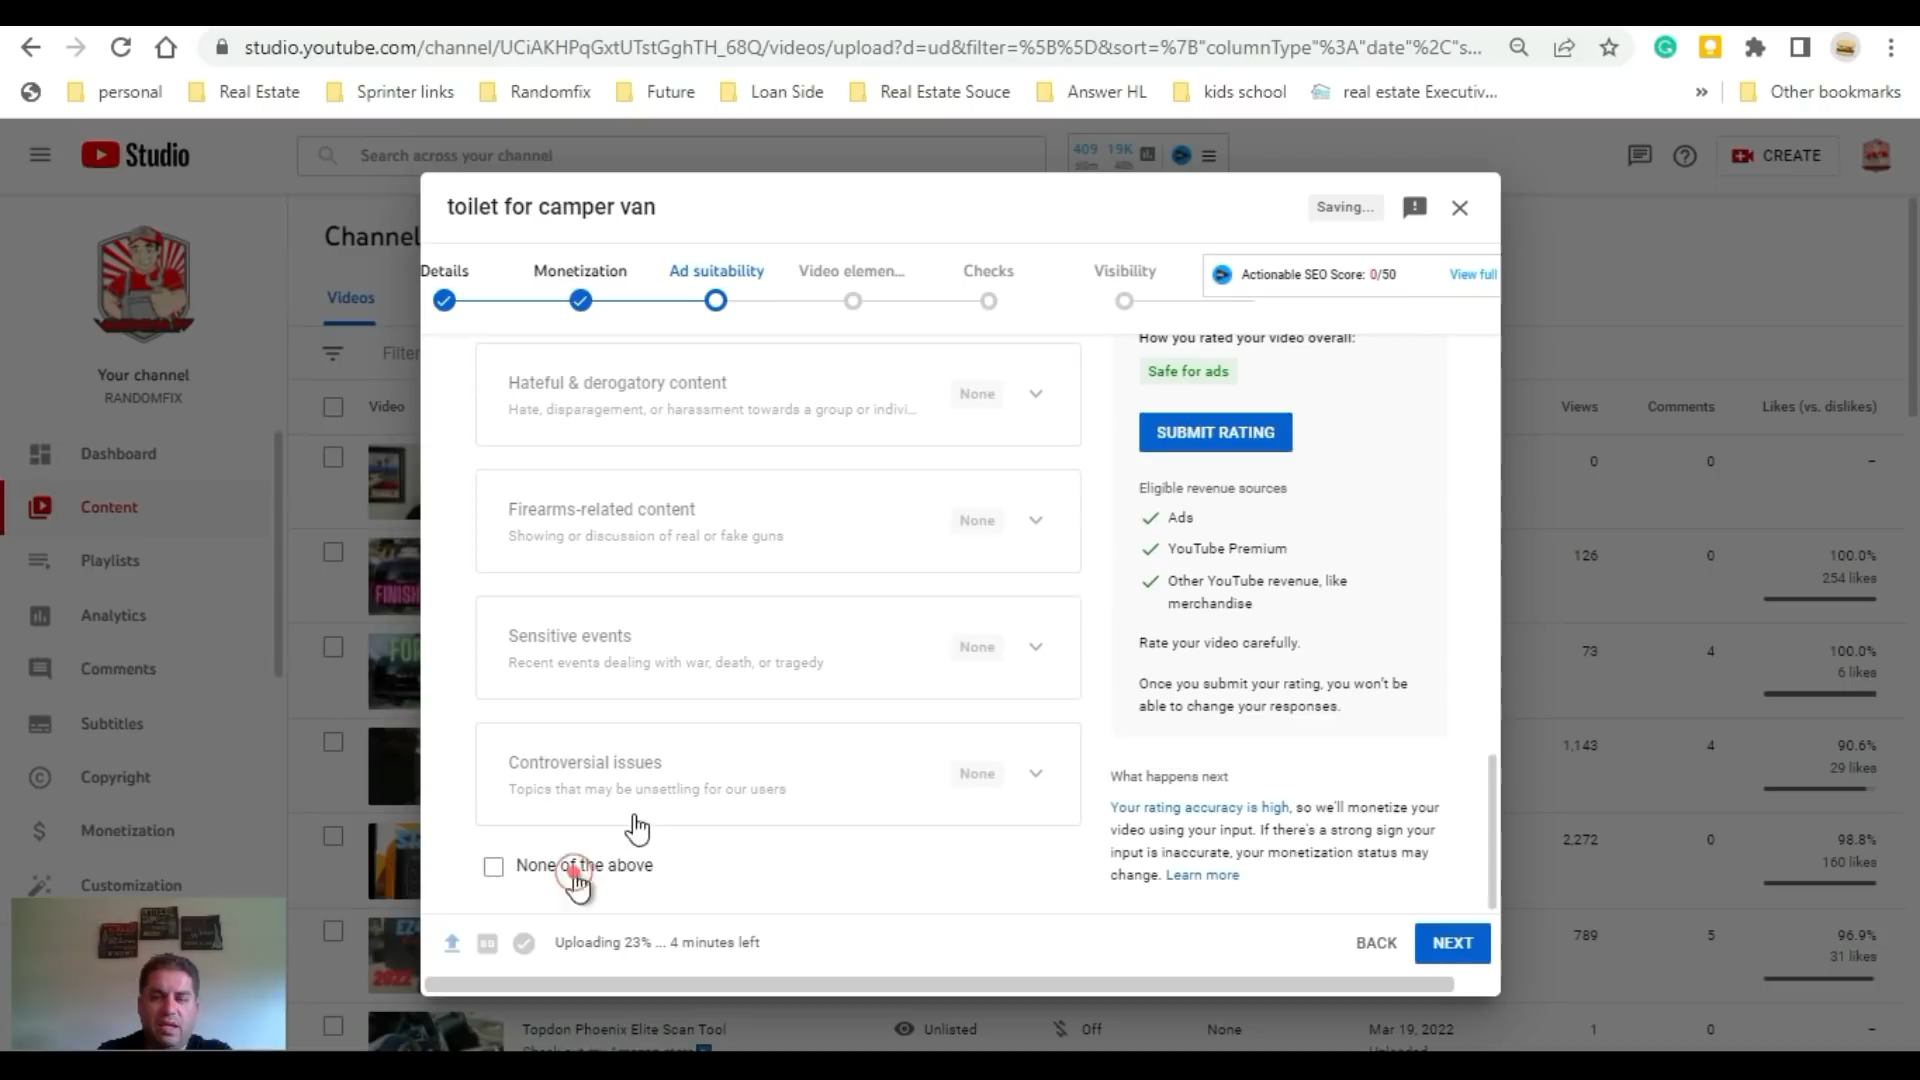 studio.youtube.com/channel/UCiAKHPqGxtUTstGghTH_68Q/videos/upload?d=ud&filter=%5B%5D&sort=%7B"columnType"%3A"date"%2C"s...
personal Real Estate Sprinter links Randomfix Future Loan Side Real Estate Souce Answer HL kids school real estate Executiv... » Other bookmarks
Studio
Search across your channel
409 19K
CREATE
toilet for camper van
Saving...
Details Monetization Ad suitability Video elemen... Checks Visibility
Actionable SEO Score: 0/50 View full
Channel
Videos
Filter
Video
Views Comments Likes (vs. dislikes)
Your channel
RANDOMFIX
Dashboard
Content
Playlists
Analytics
Comments
Subtitles
Copyright
Monetization
Customization
Hateful & derogatory content
Hate, disparagement, or harassment towards a group or indivi...
None
Firearms-related content
Showing or discussion of real or fake guns
None
Sensitive events
Recent events dealing with war, death, or tragedy
None
Controversial issues
Topics that may be unsettling for our users
None
None of the above
How you rated your video overall:
Safe for ads
SUBMIT RATING
Eligible revenue sources
Ads
YouTube Premium
Other YouTube revenue, like
merchandise
Rate your video carefully.
Once you submit your rating, you won't be
able to change your responses.
What happens next
Your rating accuracy is high, so we'll monetize your
video using your input. If there's a strong sign your
input is inaccurate, your monetization status may
change. Learn more
Uploading 23% ... 4 minutes left
BACK NEXT
0 0 –
126 0 100.0%
254 likes
FINISH
73 4 100.0%
6 likes
FOR
1,143 4 90.6%
29 likes
2,272 0 98.8%
160 likes
789 5 96.9%
31 likes
2022
Topdon Phoenix Elite Scan Tool Unlisted Off None Mar 19, 2022 1 0 –